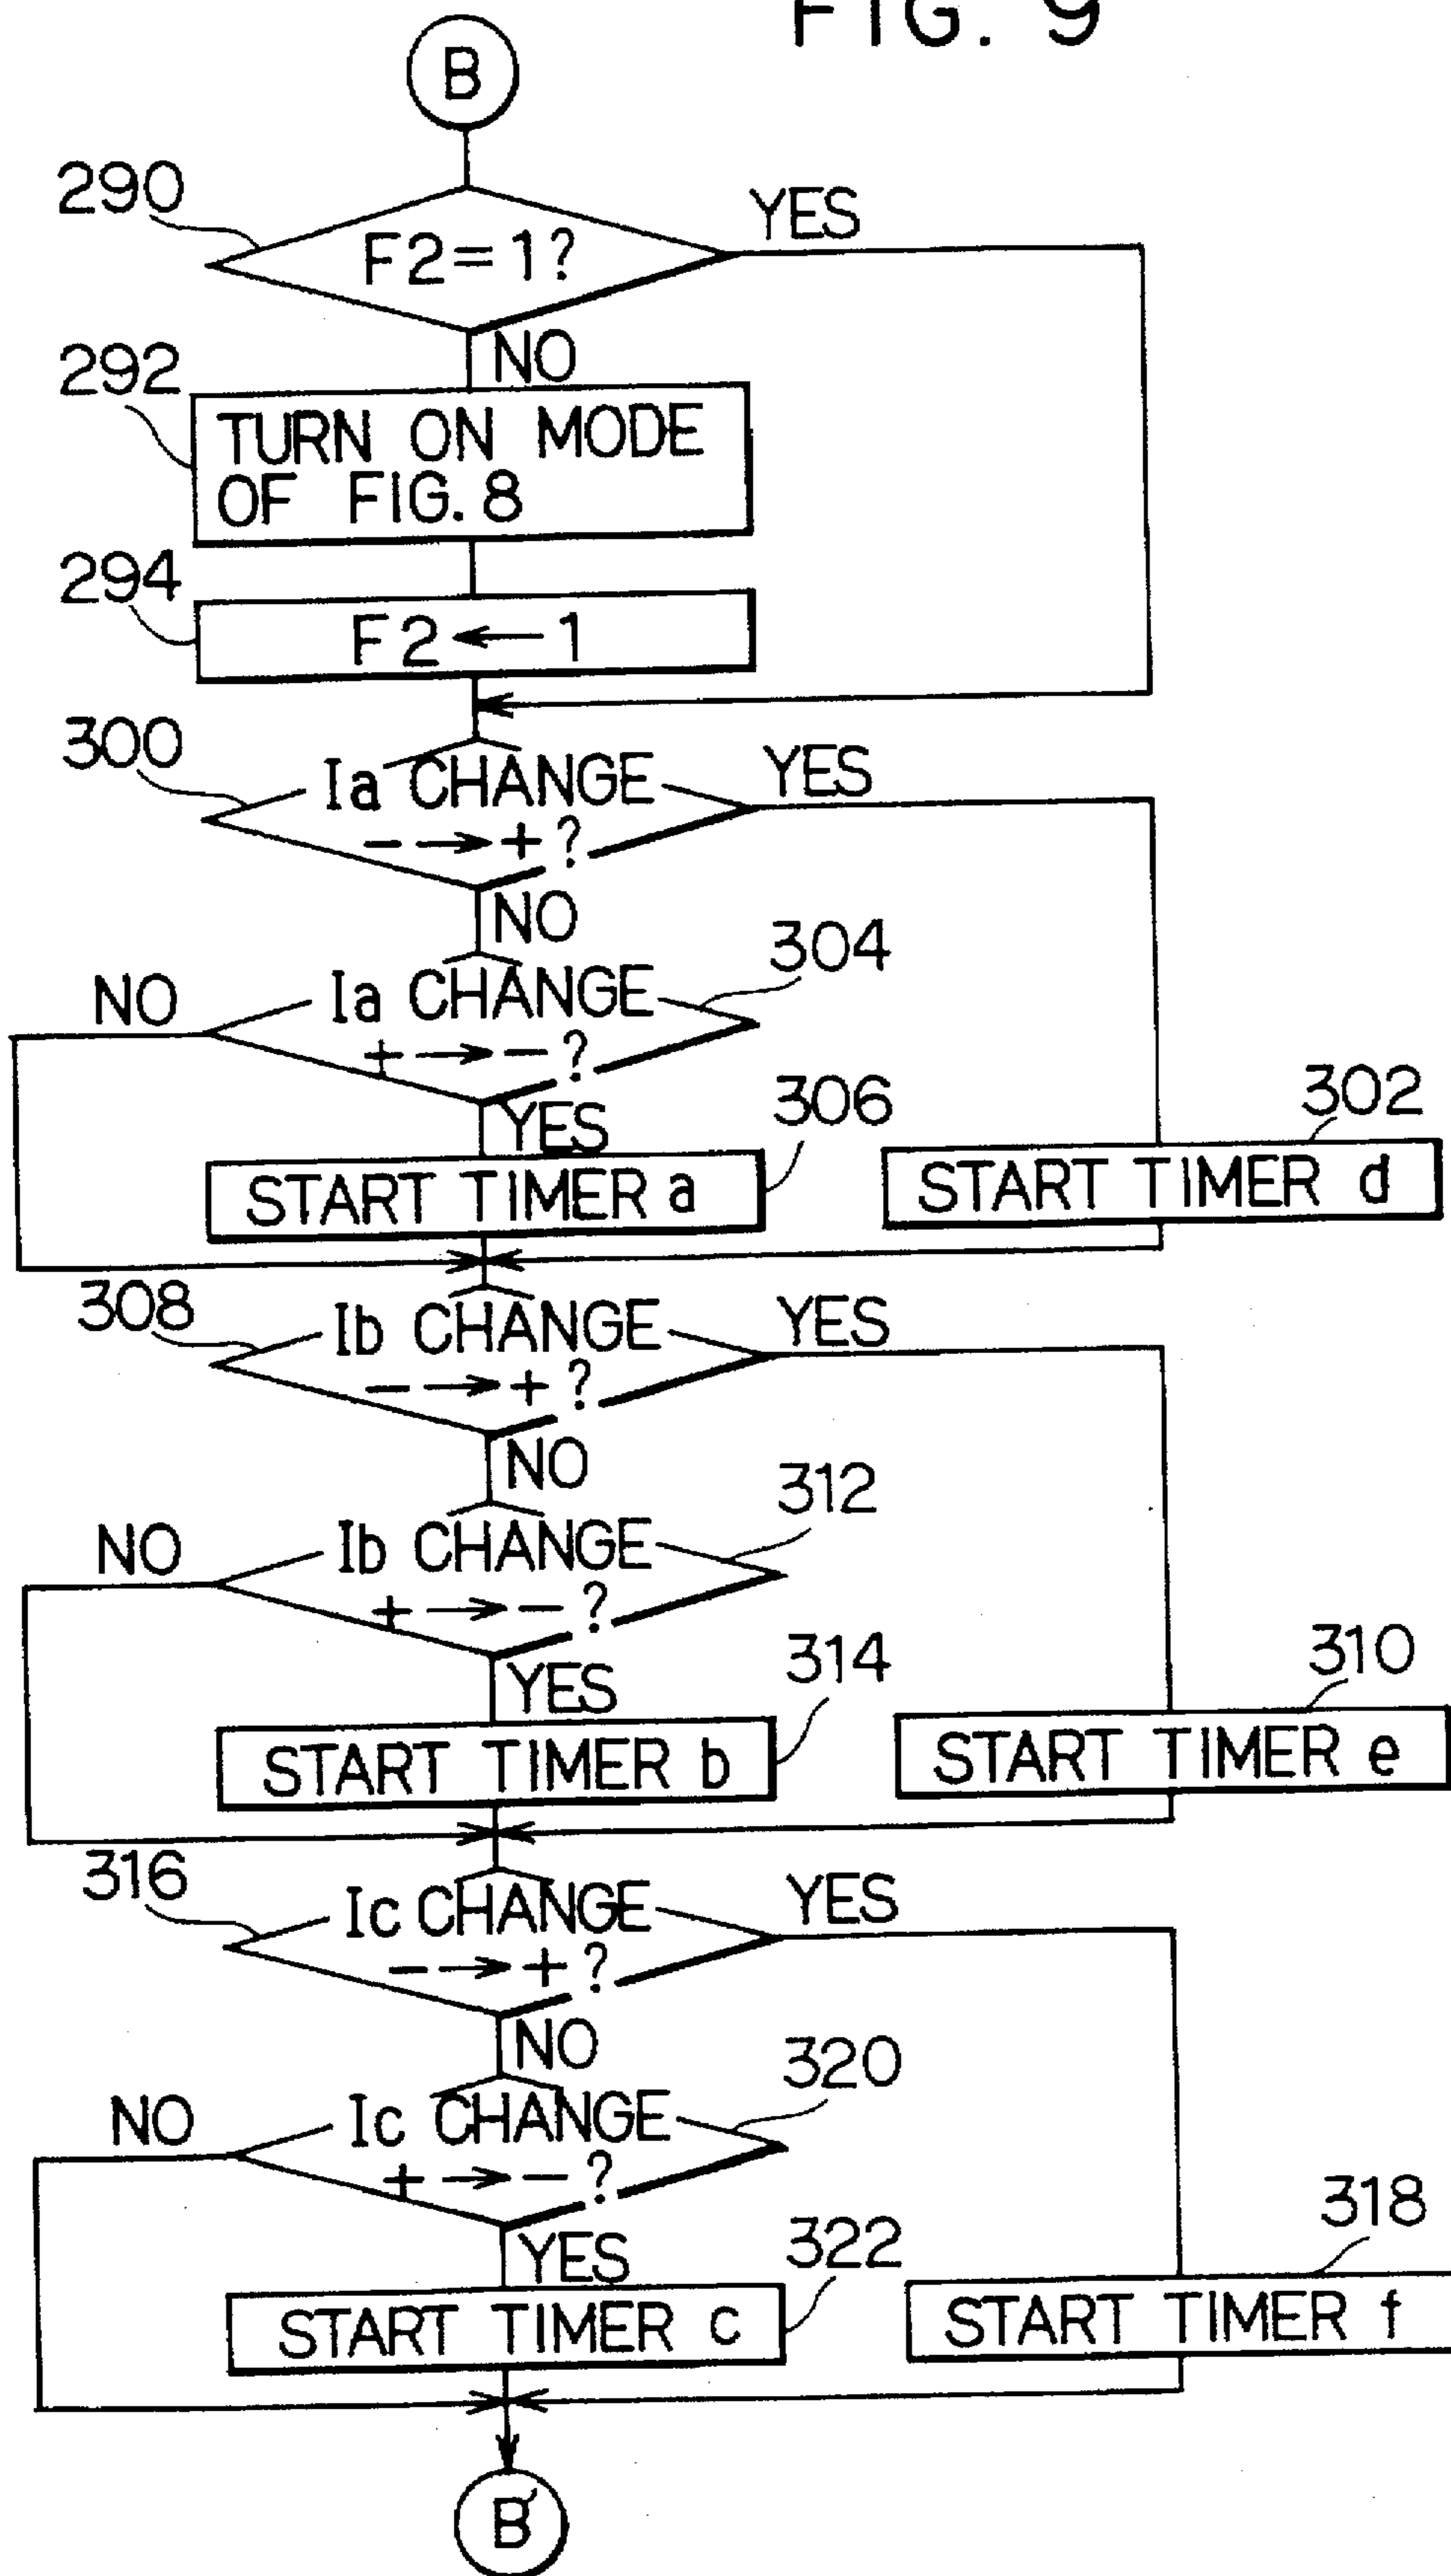 FIG. 9
B
290
F2=1?
YES
NO
292
TURN ON MODE
OF FIG. 8
294
F2 ← 1
300
Ia CHANGE
- → + ?
YES
NO
304
Ia CHANGE
+ → - ?
NO
YES
306
START TIMER a
302
START TIMER d
308
Ib CHANGE
- → + ?
YES
NO
312
Ib CHANGE
+ → - ?
NO
YES
314
START TIMER b
310
START TIMER e
316
Ic CHANGE
- → + ?
YES
NO
320
Ic CHANGE
+ → - ?
NO
YES
322
START TIMER c
318
START TIMER f
B'